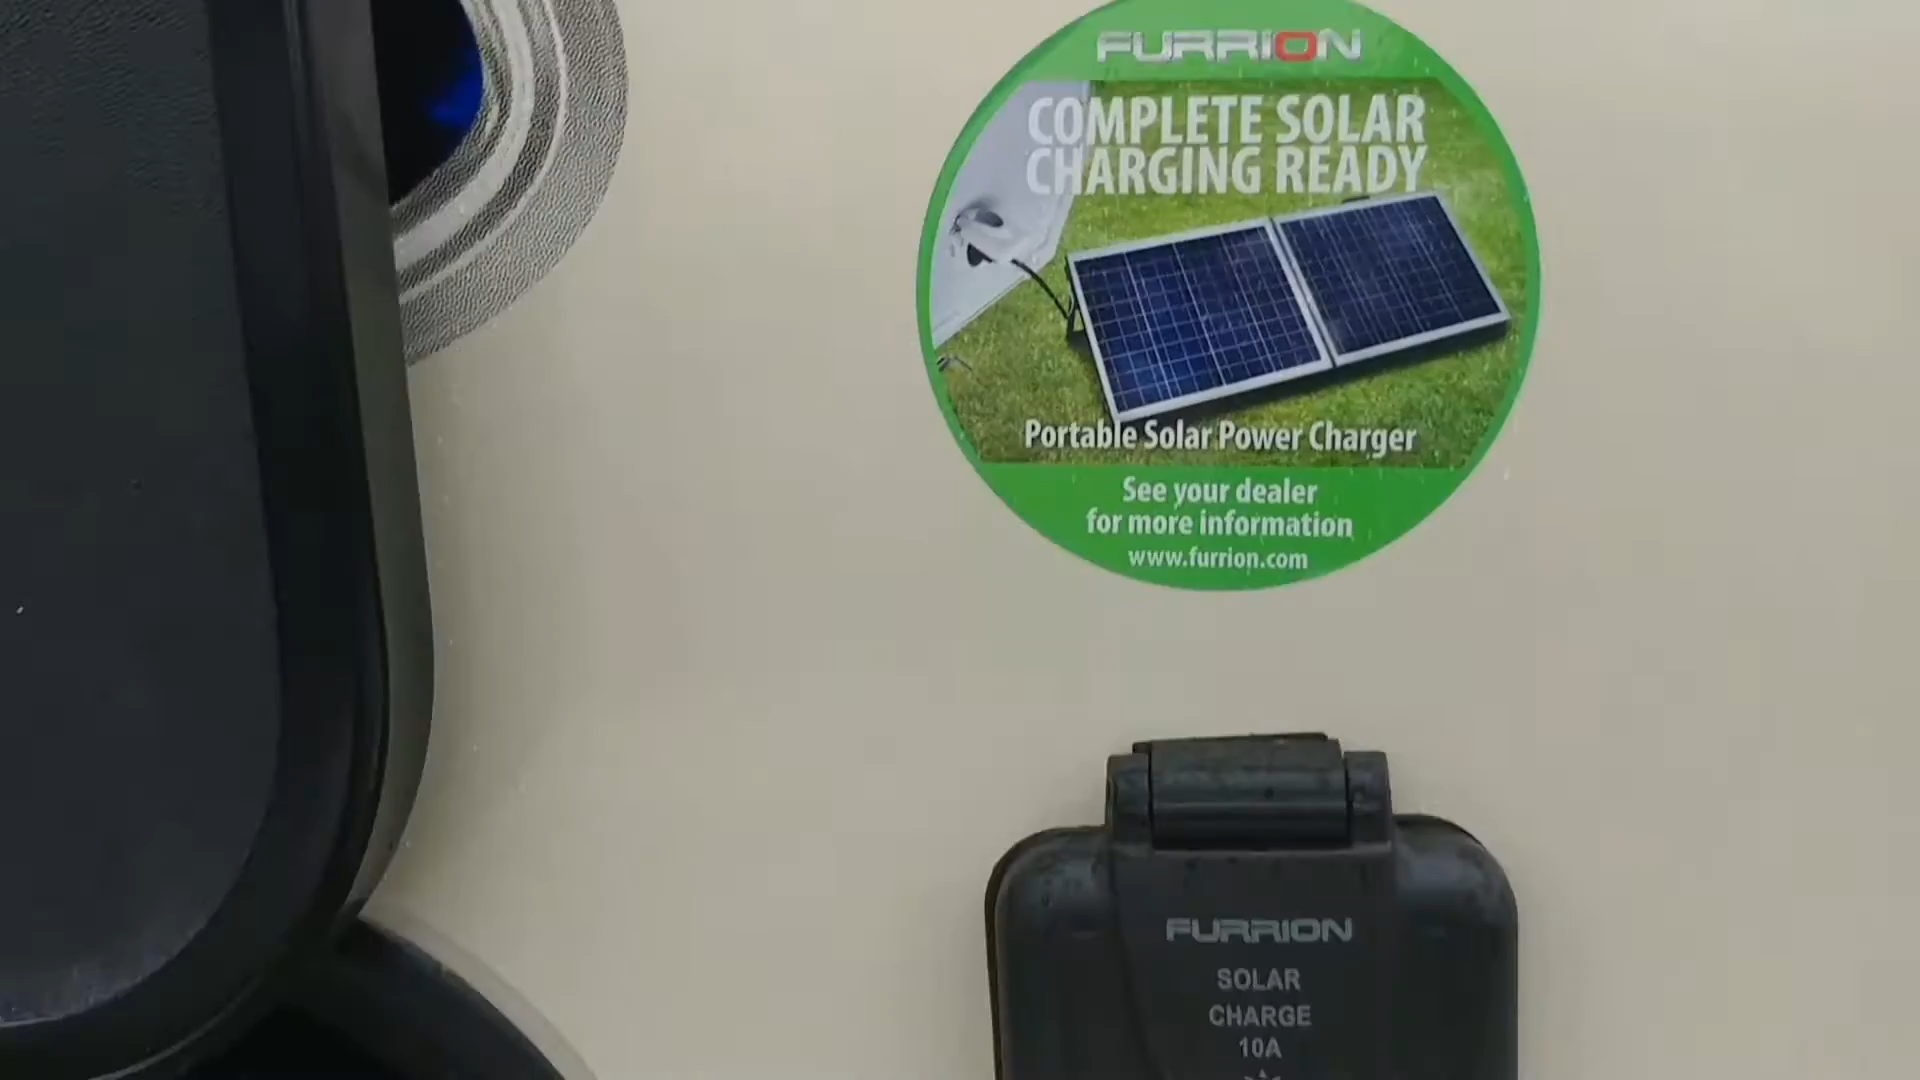 FURRION
COMPLETE SOLAR
CHARGING READY
Portable Solar Power Charger
See your dealer
for more information
www.furrion.com
FURRION
SOLAR
CHARGE
10A